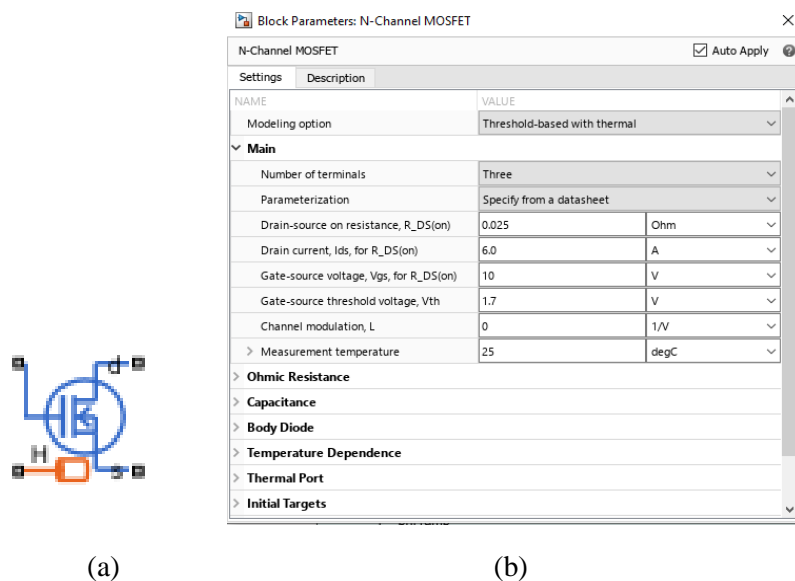 Block Parameters: N-Channel MOSFET
N-Channel MOSFET Auto Apply
Settings Description
NAME VALUE
Modeling option Threshold-based with thermal
Main
Number of terminals Three
Parameterization Specify from a datasheet
Drain-source on resistance, R_DS(on) 0.025 Ohm
Drain current, Ids, for R_DS(on) 6.0 A
Gate-source voltage, Vgs, for R_DS(on) 10 V
Gate-source threshold voltage, Vth 1.7 V
Channel modulation, L 0 1/V
Measurement temperature 25 degC
Ohmic Resistance
Capacitance
Body Diode
Temperature Dependence
Thermal Port
Initial Targets
d
H
s
(a) (b)